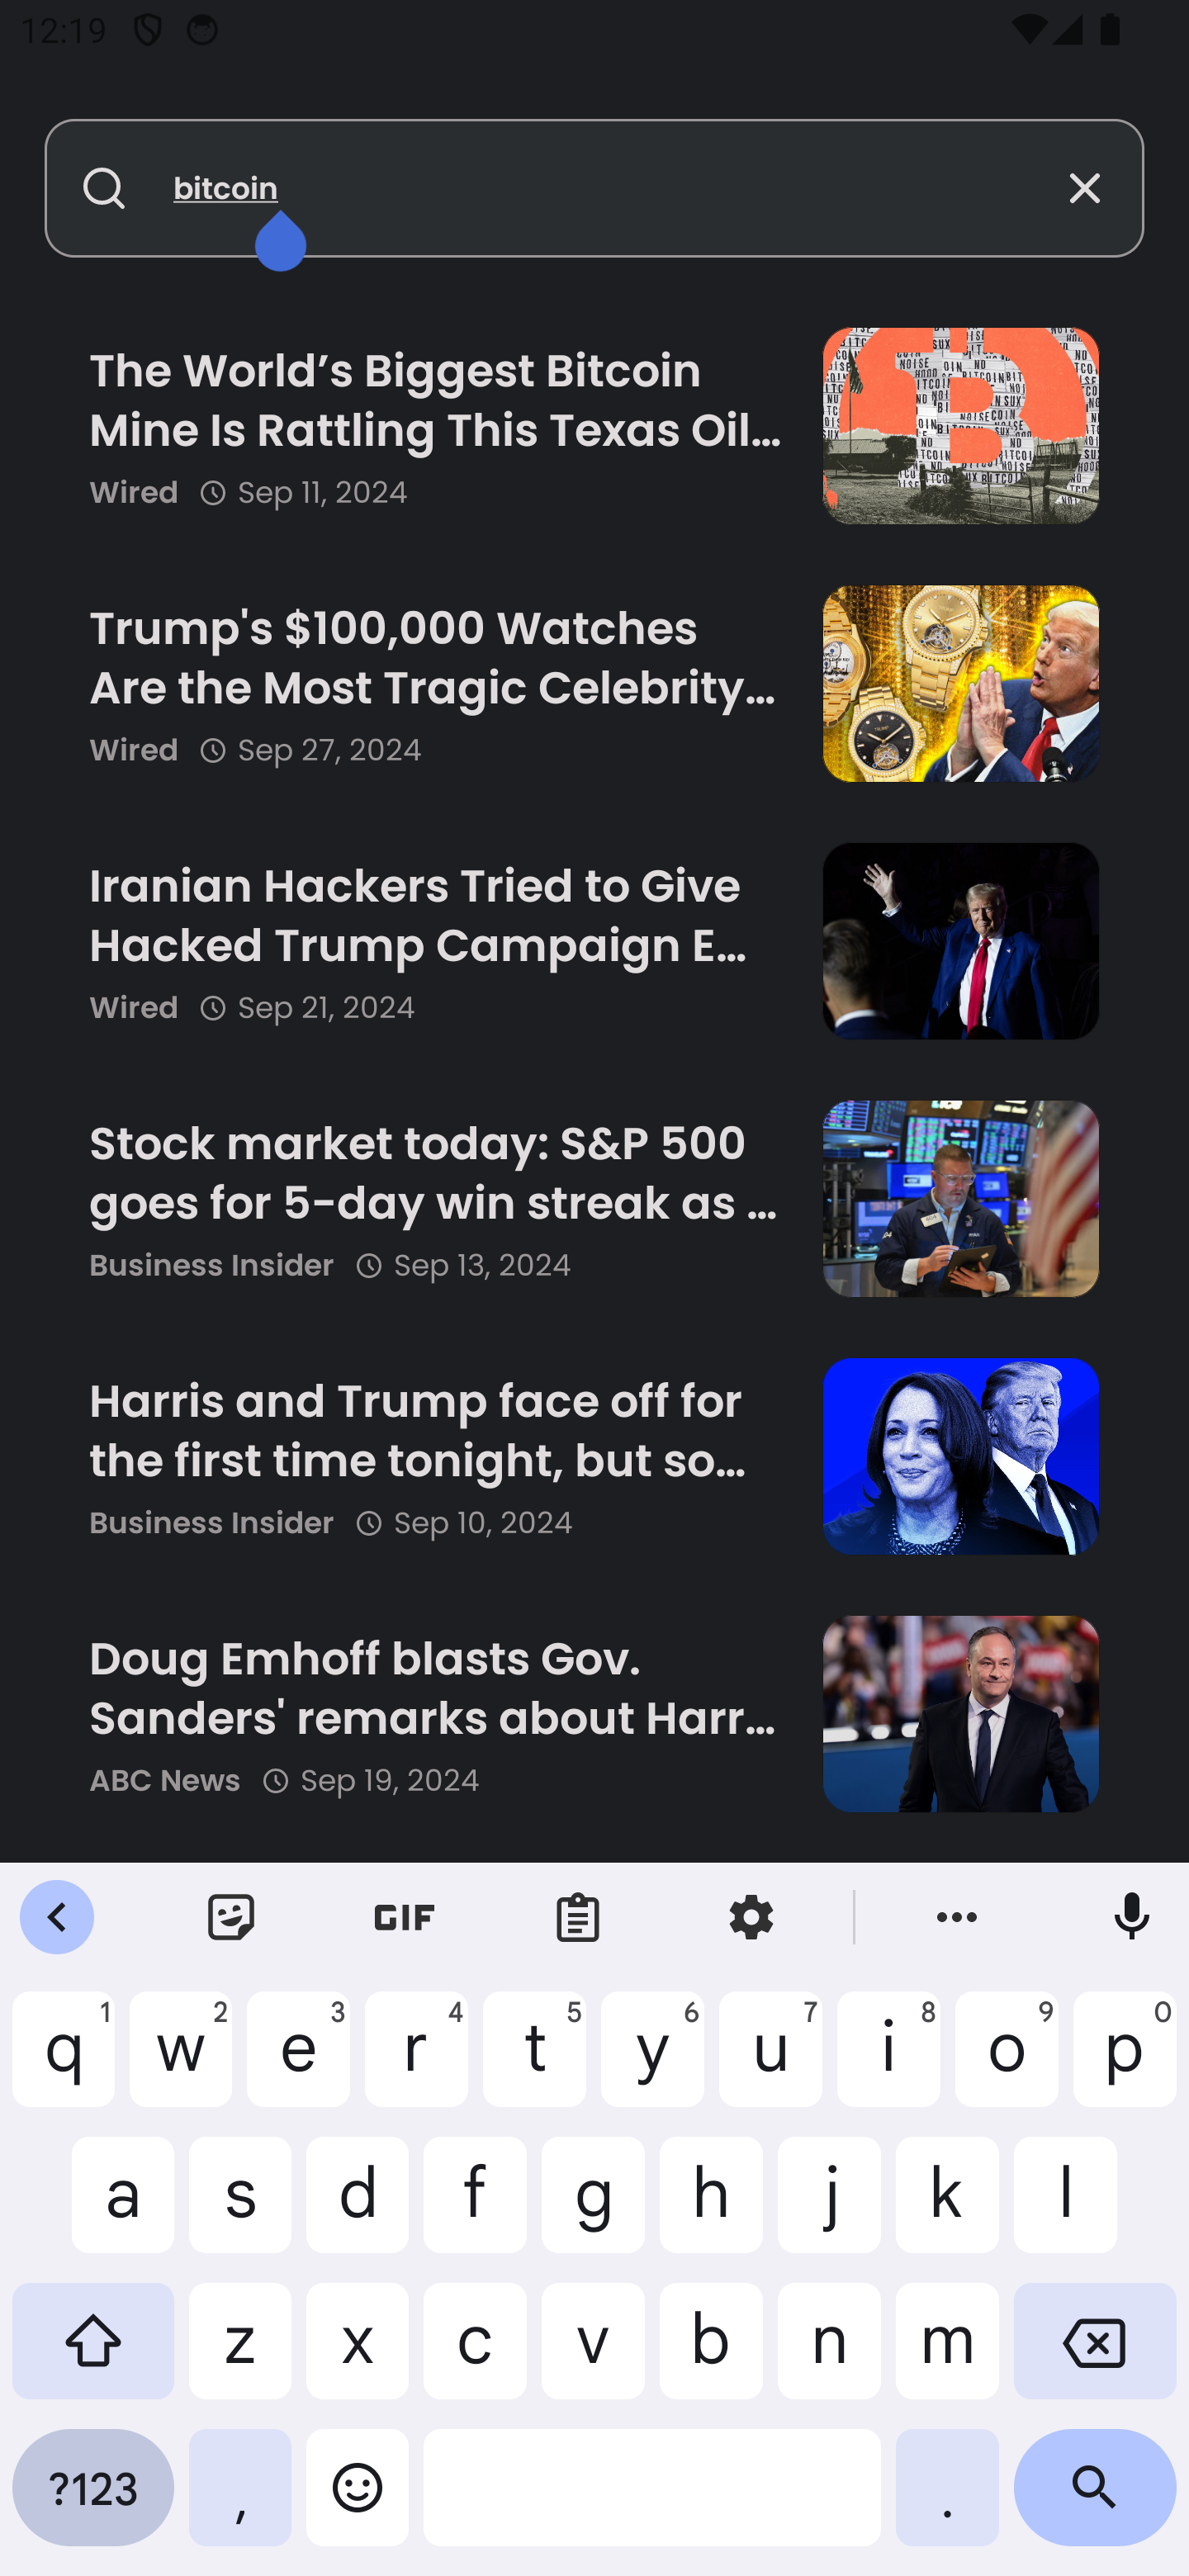 12:19
bitcoin
The World’s Biggest Bitcoin
Mine Is Rattling This Texas Oil...
Wired Sep 11, 2024
Trump's $100,000 Watches
Are the Most Tragic Celebrity...
Wired Sep 27, 2024
Iranian Hackers Tried to Give
Hacked Trump Campaign E...
Wired Sep 21, 2024
Stock market today: S&P 500
goes for 5-day win streak as ...
Business Insider Sep 13, 2024
Harris and Trump face off for
the first time tonight, but so...
Business Insider Sep 10, 2024
Doug Emhoff blasts Gov.
Sanders' remarks about Harr...
ABC News Sep 19, 2024
GIF
q 1 w 2 e 3 r 4 t 5 y 6 u 7 i 8 o 9 p 0
a s d f g h j k l
z x c v b n m
?123 , .